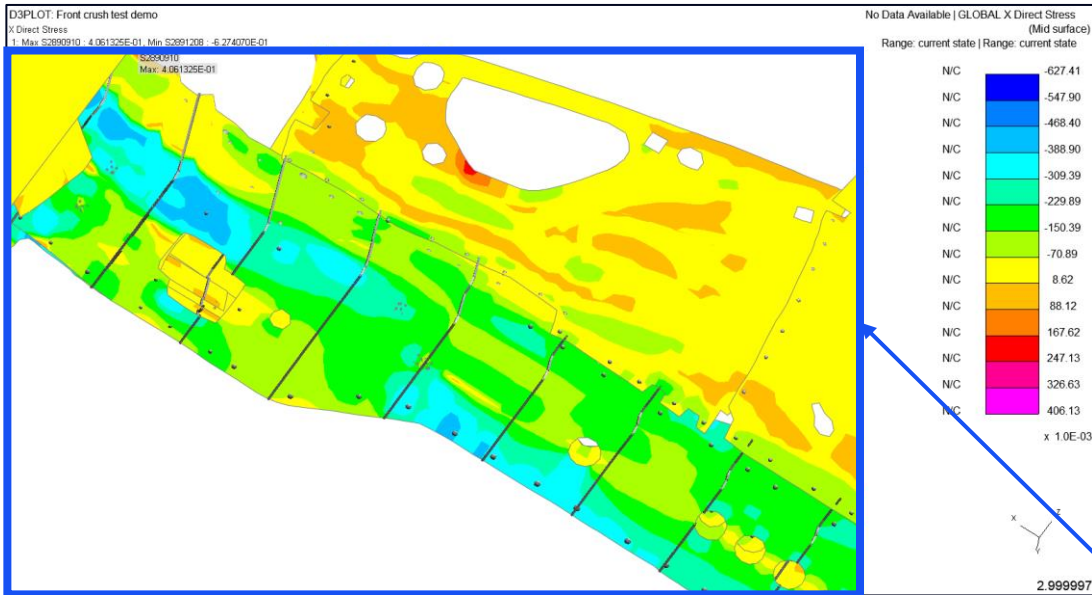 D3PLOT: Front crush test demo
X Direct Stress
1: Max S2890910 : 4.061325E-01, Min S2891208 : -6.274070E-01
S2890910
Max: 4.061325E-01
No Data Available | GLOBAL X Direct Stress
(Mid surface)
Range: current state | Range: current state
N/C -627.41
N/C -547.90
N/C -468.40
N/C -388.90
N/C -309.39
N/C -229.89
N/C -150.39
N/C -70.89
N/C 8.62
N/C 88.12
N/C 167.62
N/C 247.13
N/C 326.63
N/C 406.13
x 1.0E-03
X Z
Y
2.999997